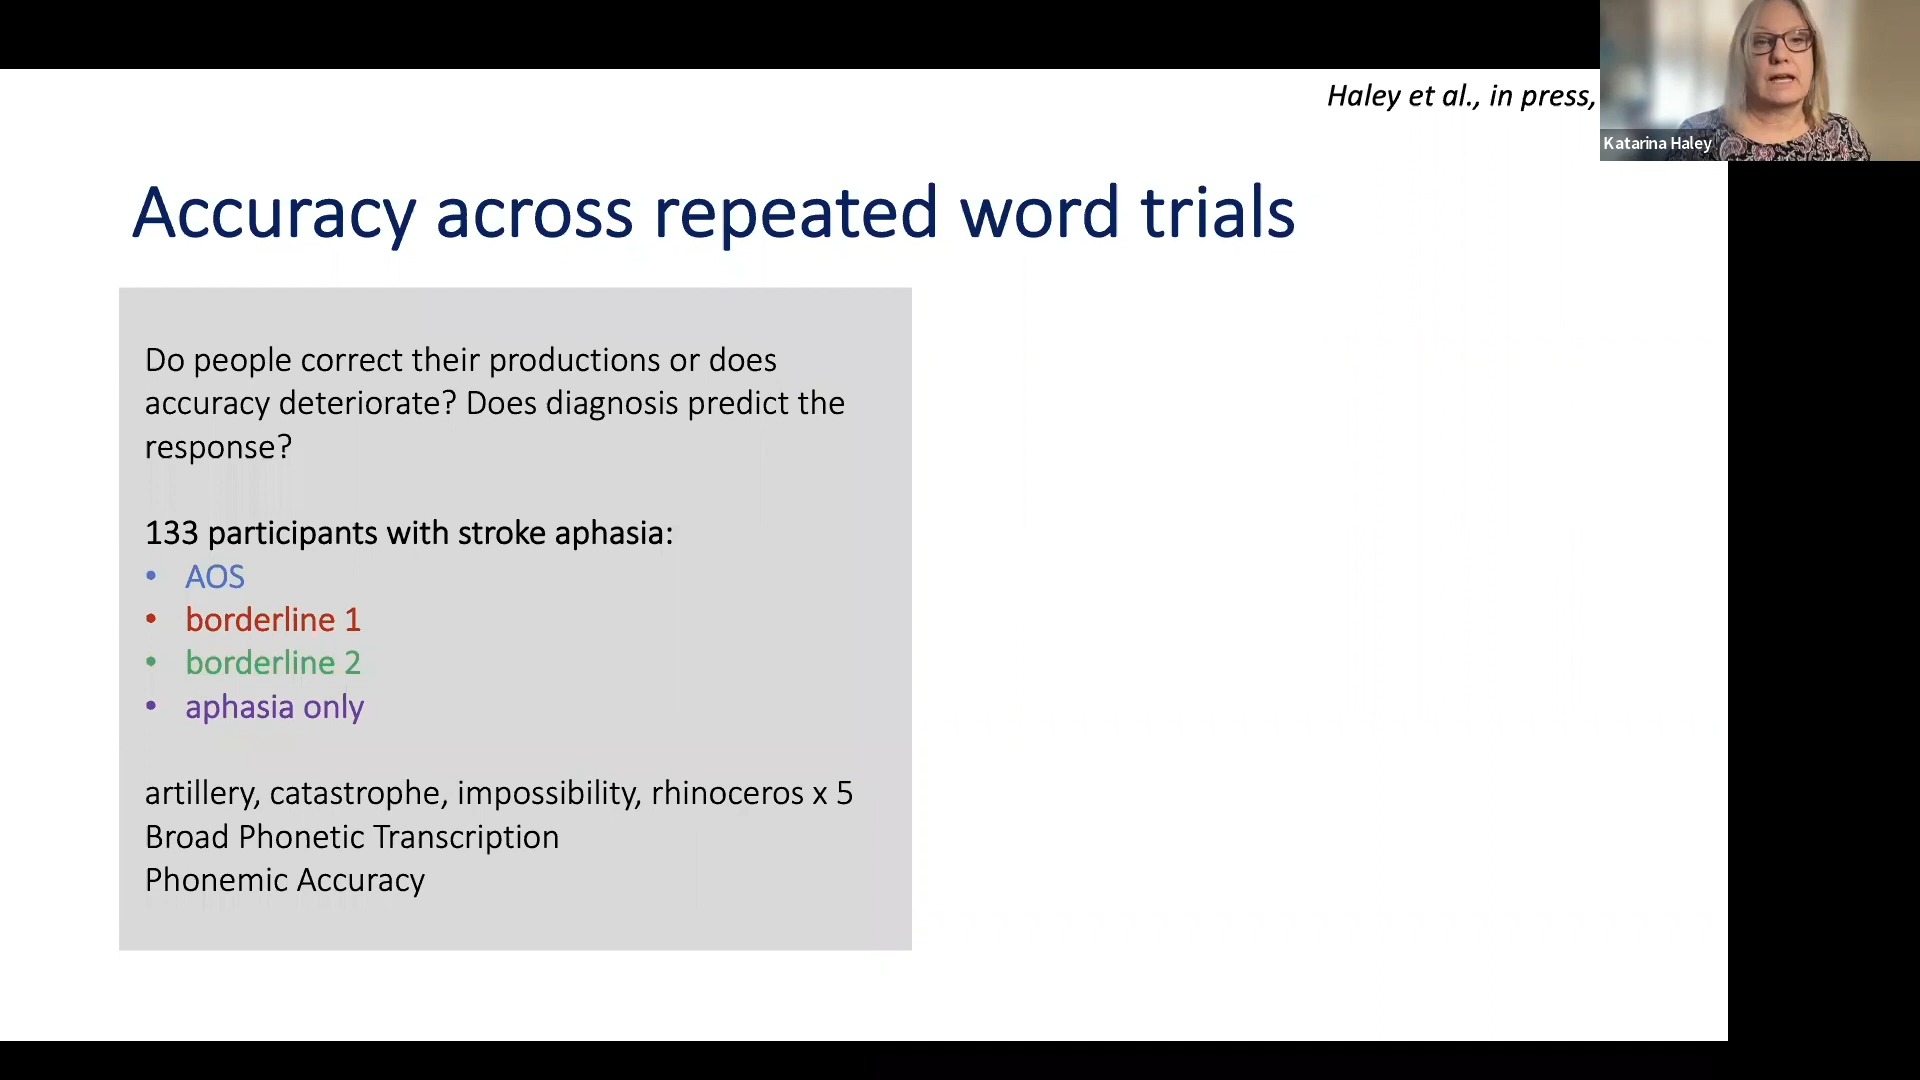 Haley et al., in press,
Katarina Haley
Accuracy across repeated word trials
Do people correct their productions or does
accuracy deteriorate? Does diagnosis predict the
response?
133 participants with stroke aphasia:
• AOS
• borderline 1
• borderline 2
• aphasia only
artillery, catastrophe, impossibility, rhinoceros x 5
Broad Phonetic Transcription
Phonemic Accuracy